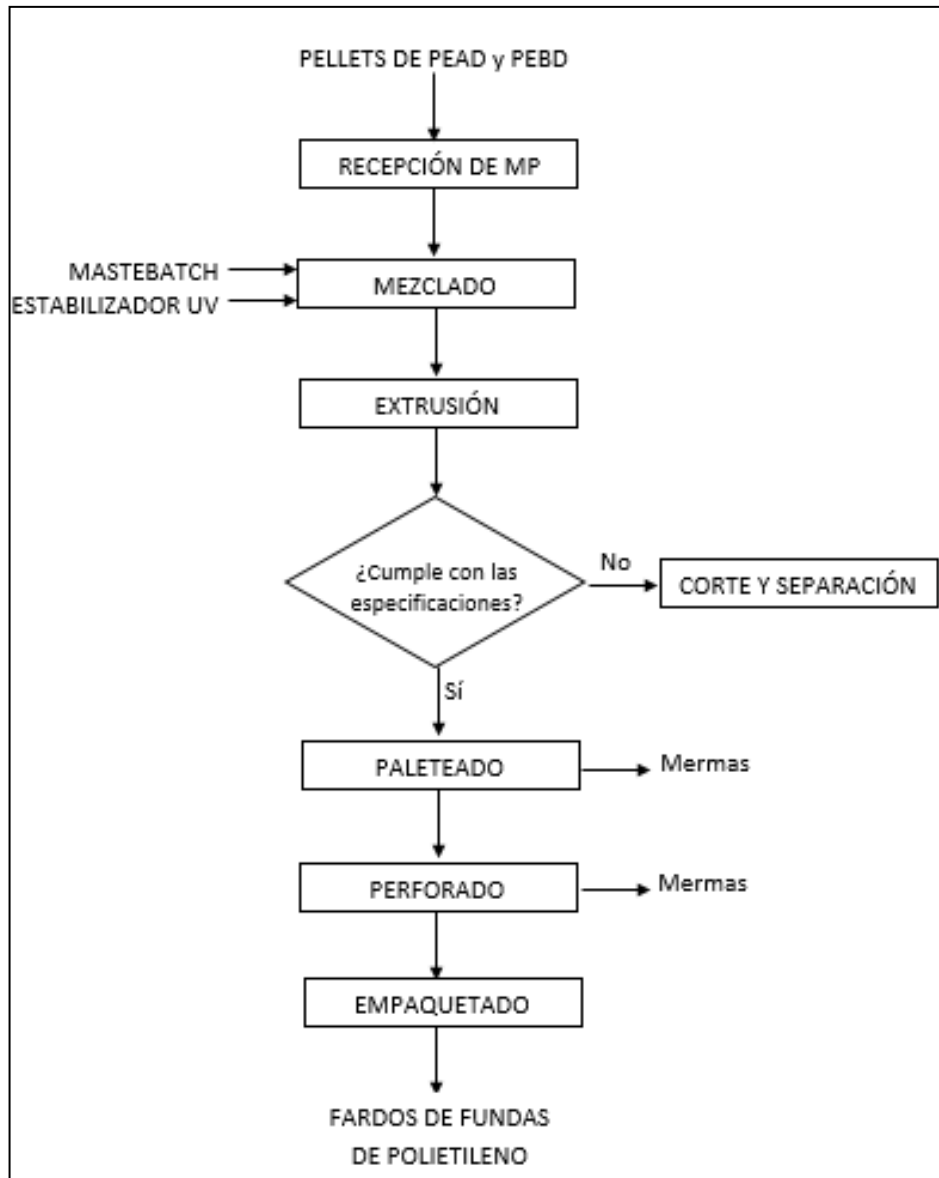 PELLETS DE PEAD y PEBD
RECEPCIÓN DE MP
MASTEBATCH
ESTABILIZADOR UV
MEZCLADO
EXTRUSIÓN
¿Cumple con las
especificaciones?
No
CORTE Y SEPARACIÓN
Sí
PALETEADO
Mermas
PERFORADO
Mermas
EMPAQUETADO
FARDOS DE FUNDAS
DE POLIETILENO